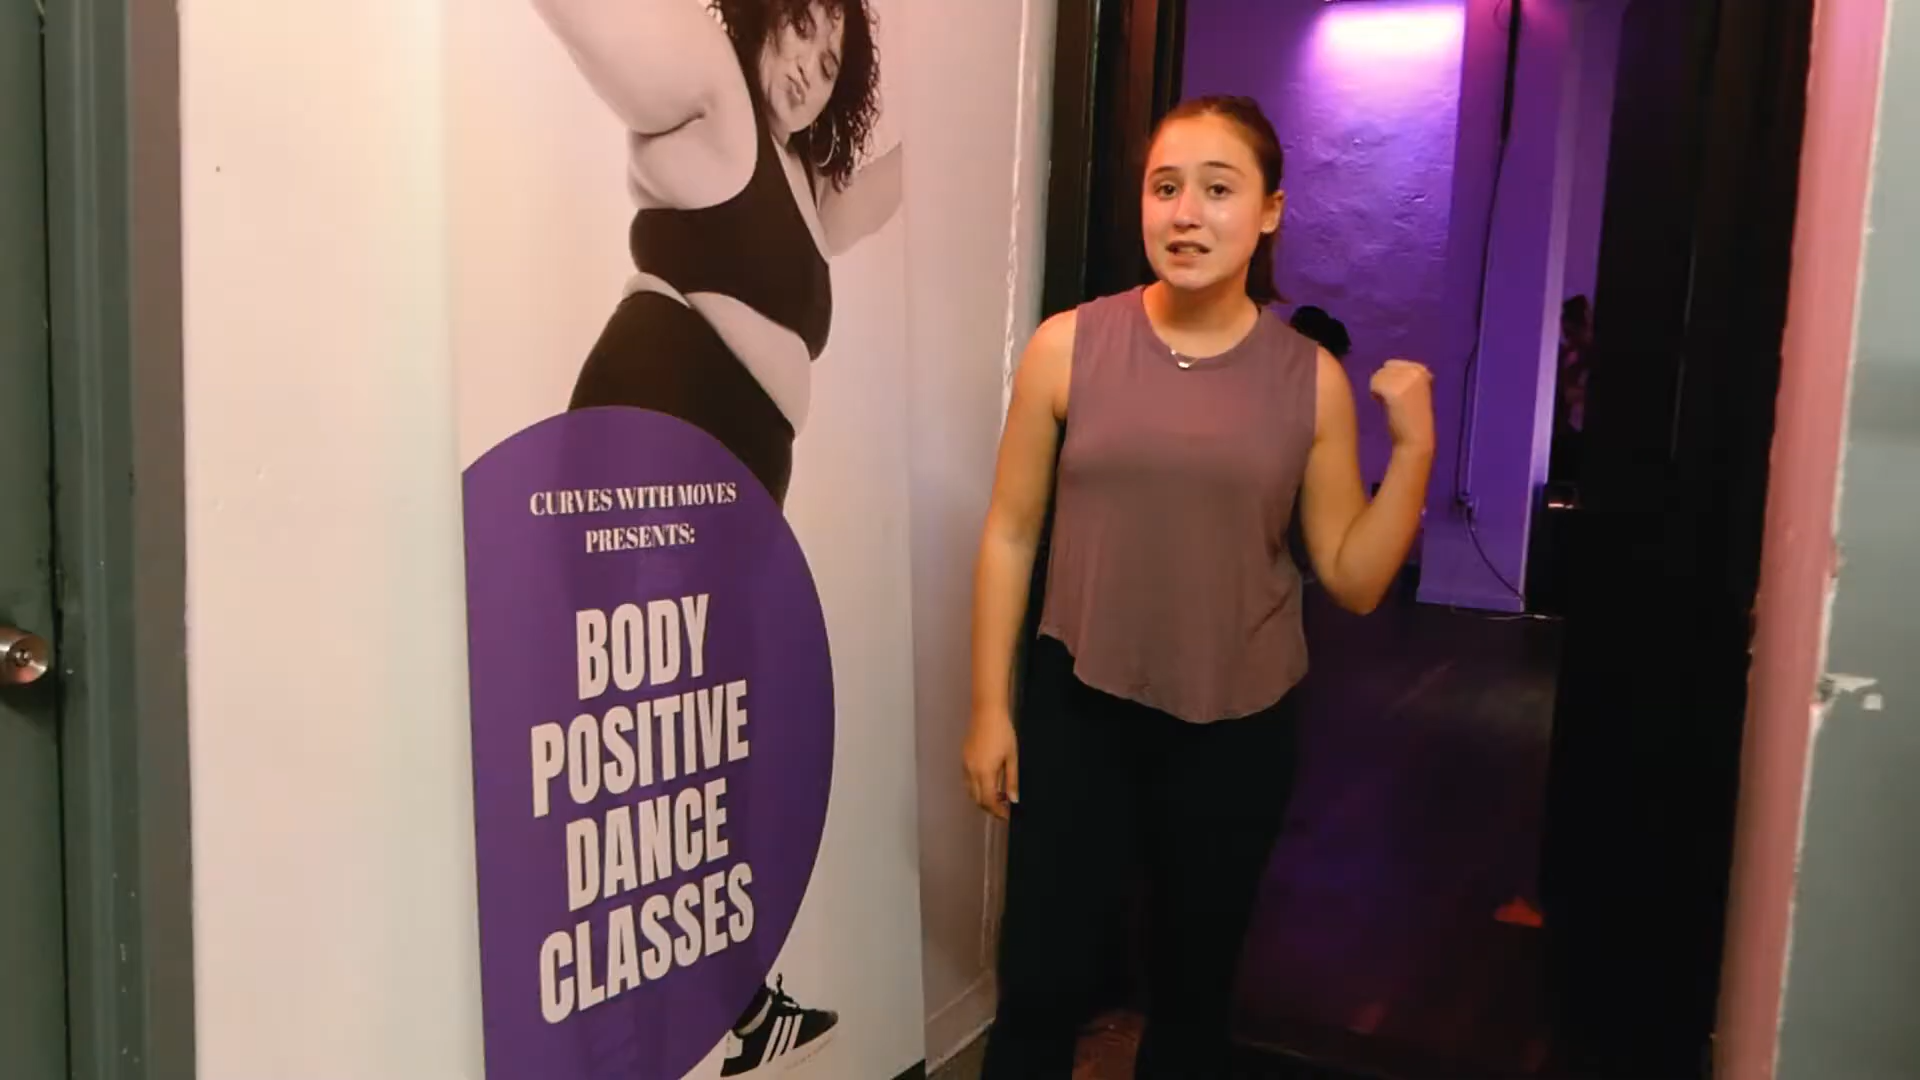 CURVES WITH MOVES
PRESENTS:
BODY
POSITIVE
DANCE
CLASSES